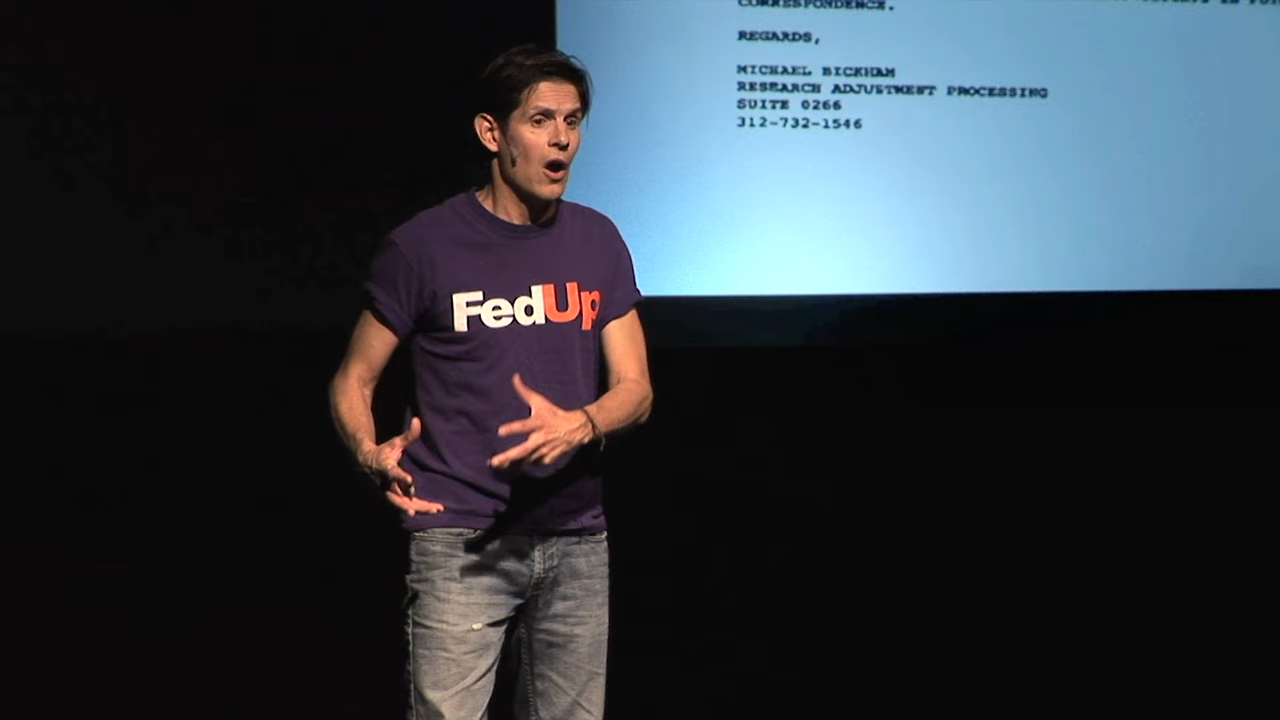 CORRESPONDENCE.
REGARDS,
MICHAEL BICKHAM
RESEARCH ADJUSTMENT PROCESSING
SUITE 0266
312-732-1546
FedUp